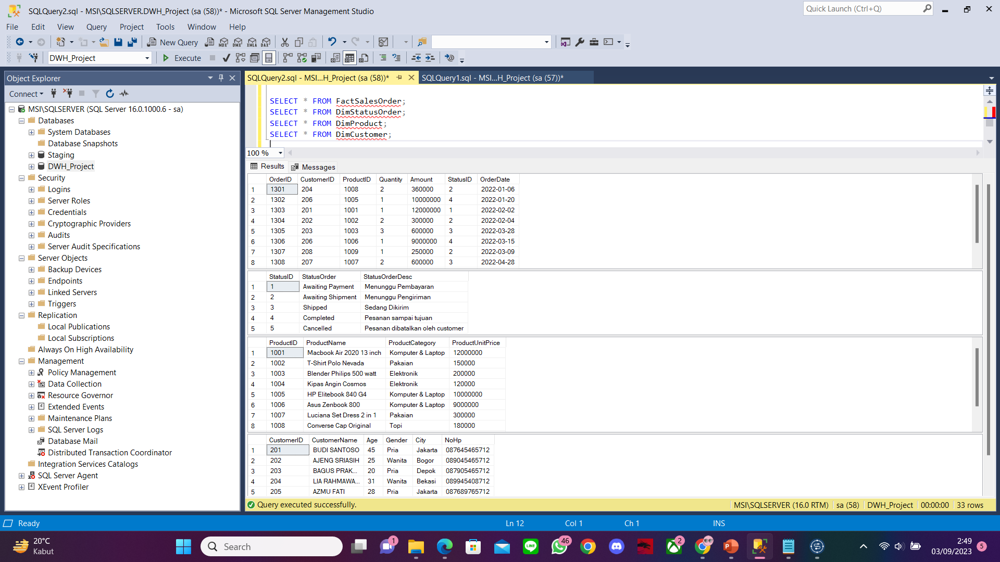 SQLQuery2.sql - MSI\SQLSERVER.DWH_Project (sa (58))* - Microsoft SQL Server Management Studio
Quick Launch (Ctrl+Q)
File Edit View Query Project Tools Window Help
New Query MDX DMX XMLA DAX
DWH_Project Execute
Object Explorer
Connect
MSI\SQLSERVER (SQL Server 16.0.1000.6 - sa)
Databases
System Databases
Database Snapshots
Staging
DWH_Project
Security
Logins
Server Roles
Credentials
Cryptographic Providers
Audits
Server Audit Specifications
Server Objects
Backup Devices
Endpoints
Linked Servers
Triggers
Replication
Local Publications
Local Subscriptions
Always On High Availability
Management
Policy Management
Data Collection
Resource Governor
Extended Events
Maintenance Plans
SQL Server Logs
Database Mail
Distributed Transaction Coordinator
Integration Services Catalogs
SQL Server Agent
XEvent Profiler
SQLQuery2.sql - MSI...H_Project (sa (58))* SQLQuery1.sql - MSI...H_Project (sa (57))*
SELECT * FROM FactSalesOrder;
SELECT * FROM DimStatusOrder;
SELECT * FROM DimProduct;
SELECT * FROM DimCustomer;
100 %
Results Messages
OrderID CustomerID ProductID Quantity Amount StatusID OrderDate
1 1301 204 1008 2 360000 2 2022-01-06
2 1302 206 1005 1 10000000 4 2022-01-20
3 1303 201 1001 1 12000000 1 2022-02-02
4 1304 202 1002 2 300000 2 2022-02-04
5 1305 203 1003 3 600000 3 2022-03-28
6 1306 206 1006 1 9000000 4 2022-03-15
7 1307 208 1009 1 250000 2 2022-03-09
8 1308 207 1007 2 600000 3 2022-04-28
StatusID StatusOrder StatusOrderDesc
1 1 Awaiting Payment Menunggu Pembayaran
2 2 Awaiting Shipment Menunggu Pengiriman
3 3 Shipped Sedang Dikirim
4 4 Completed Pesanan sampai tujuan
5 5 Cancelled Pesanan dibatalkan oleh customer
ProductID ProductName ProductCategory ProductUnitPrice
1 1001 Macbook Air 2020 13 inch Komputer & Laptop 12000000
2 1002 T-Shirt Polo Nevada Pakaian 150000
3 1003 Blender Philips 500 watt Elektronik 200000
4 1004 Kipas Angin Cosmos Elektronik 120000
5 1005 HP Elitebook 840 G4 Komputer & Laptop 10000000
6 1006 Asus Zenbook 800 Komputer & Laptop 9000000
7 1007 Luciana Set Dress 2 in 1 Pakaian 300000
8 1008 Converse Cap Original Topi 180000
CustomerID CustomerName Age Gender City NoHp
1 201 BUDI SANTOSO 45 Pria Jakarta 087645465712
2 202 AJENG SRIASIH 25 Wanita Bogor 089045465712
3 203 BAGUS PRAK... 20 Pria Depok 087905465712
4 204 LIA RAHMAWA... 31 Wanita Bekasi 089945408712
5 205 AZMU FATI 28 Pria Jakarta 087689765712
Query executed successfully. MSI\SQLSERVER (16.0 RTM) sa (58) DWH_Project 00:00:00 33 rows
Ready Ln 12 Col 1 Ch 1 INS
20°C
Kabut
Search
1
LINE
46
2
2:49
03/09/2023
5